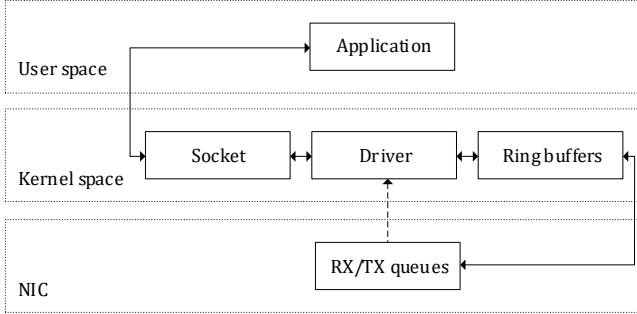 Application
User space
Socket
Driver
Ring buffers
Kernel space
RX/TX queues
NIC